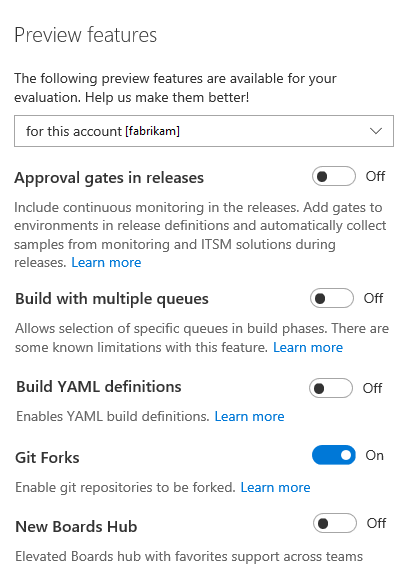 Preview features
The following preview features are available for your
evaluation. Help us make them better!
for this account [fabrikam]
Approval gates in releases Off
Include continuous monitoring in the releases. Add gates to
environments in release definitions and automatically collect
samples from monitoring and ITSM solutions during
releases. Learn more
Build with multiple queues Off
Allows selection of specific queues in build phases. There are
some known limitations with this feature. Learn more
Build YAML definitions Off
Enables YAML build definitions. Learn more
Git Forks On
Enable git repositories to be forked. Learn more
New Boards Hub Off
Elevated Boards hub with favorites support across teams